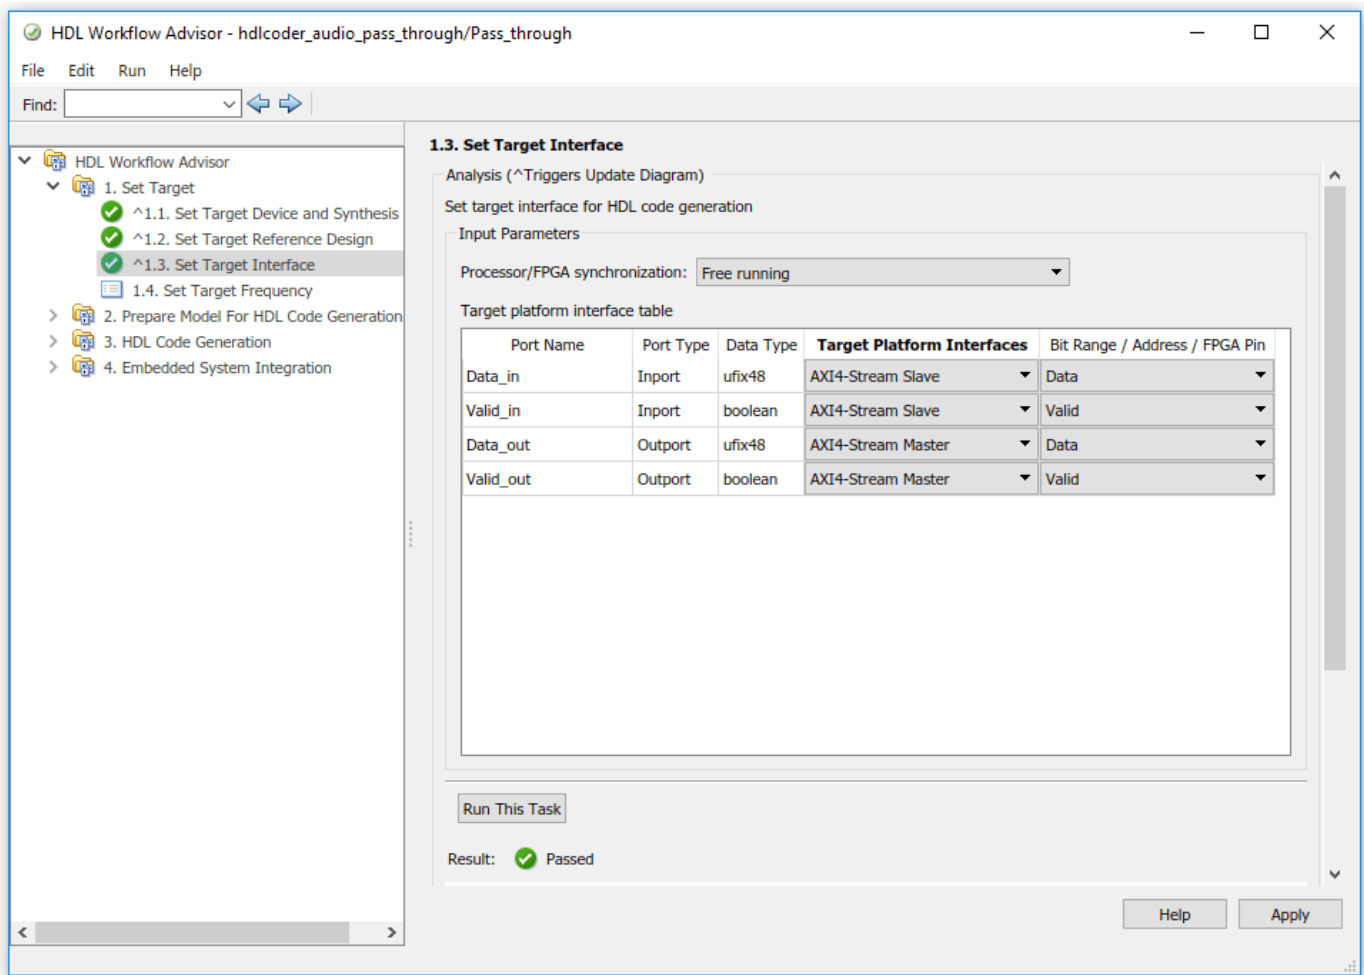 HDL Workflow Advisor - hdlcoder_audio_pass_through/Pass_through
File Edit Run Help
Find:
HDL Workflow Advisor
1. Set Target
^1.1. Set Target Device and Synthesis
^1.2. Set Target Reference Design
^1.3. Set Target Interface
1.4. Set Target Frequency
2. Prepare Model For HDL Code Generation
3. HDL Code Generation
4. Embedded System Integration
1.3. Set Target Interface
Analysis (^Triggers Update Diagram)
Set target interface for HDL code generation
Input Parameters
Processor/FPGA synchronization: Free running
Target platform interface table
Port Name Port Type Data Type Target Platform Interfaces Bit Range / Address / FPGA Pin
Data_in Inport ufix48 AXI4-Stream Slave Data
Valid_in Inport boolean AXI4-Stream Slave Valid
Data_out Outport ufix48 AXI4-Stream Master Data
Valid_out Outport boolean AXI4-Stream Master Valid
Run This Task
Result: Passed
Help Apply